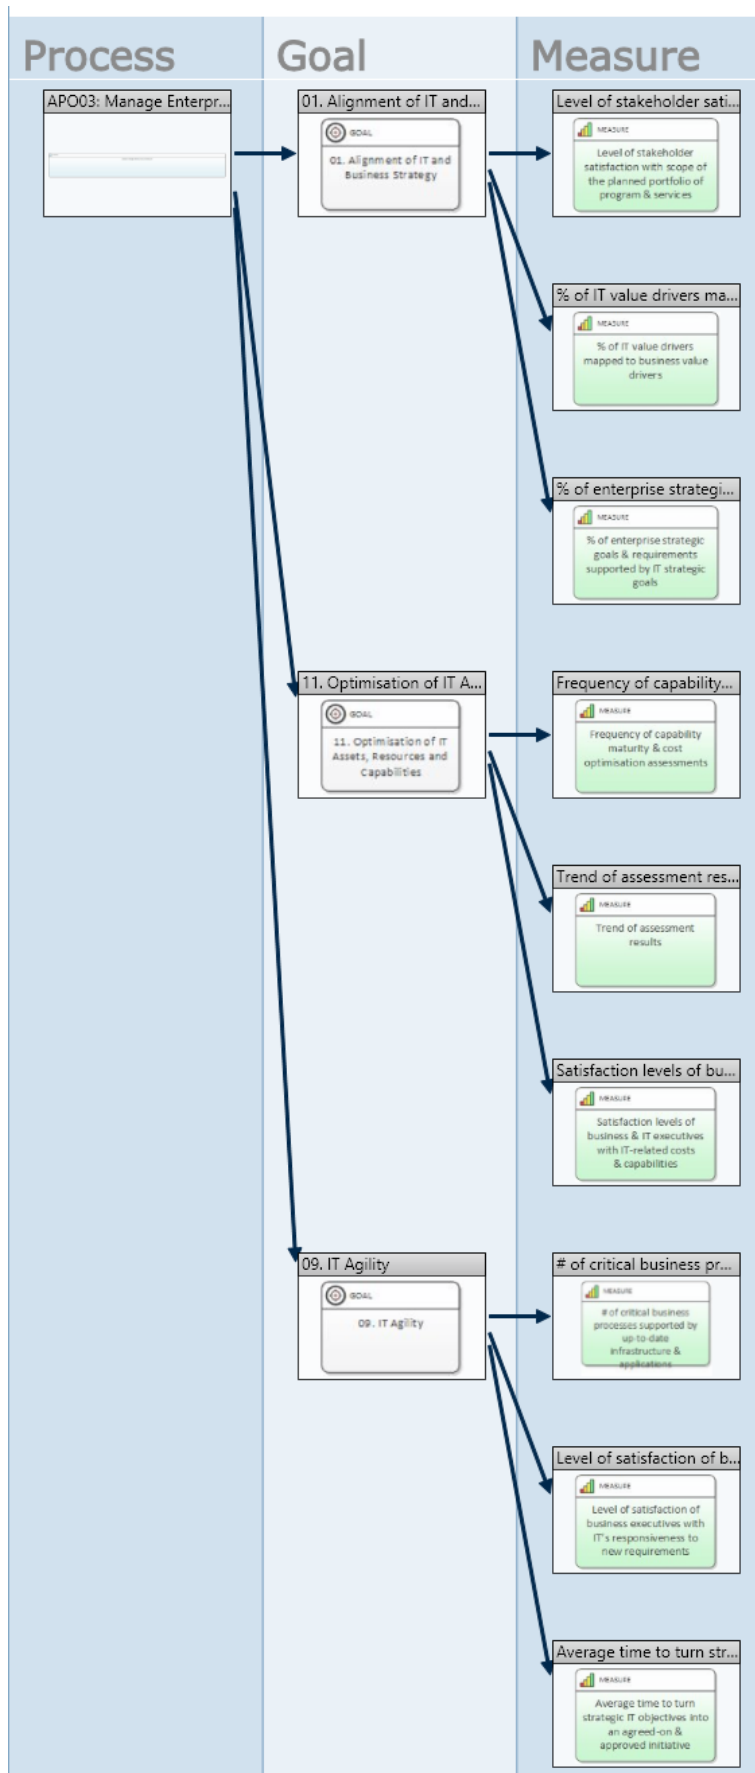 Process
Goal
Measure
APO03: Manage Enterpr...
01. Alignment of IT and...
GOAL
01. Alignment of IT and
Business Strategy
Level of stakeholder sati...
MEASURE
Level of stakeholder
satisfaction with scope of
the planned portfolio of
program & services
% of IT value drivers ma...
MEASURE
% of IT value drivers
mapped to business value
drivers
% of enterprise strategi...
MEASURE
% of enterprise strategic
goals & requirements
supported by IT strategic
goals
11. Optimisation of IT A...
GOAL
11. Optimisation of IT
Assets, Resources and
Capabilities
Frequency of capability...
MEASURE
Frequency of capability
maturity & cost
optimisation assessments
Trend of assessment res...
MEASURE
Trend of assessment
results
Satisfaction levels of bu...
MEASURE
Satisfaction levels of
business & IT executives
with IT-related costs
& capabilities
09. IT Agility
GOAL
09. IT Agility
# of critical business pr...
MEASURE
# of critical business
processes supported by
up-to-date
infrastructure &
applications
Level of satisfaction of b...
MEASURE
Level of satisfaction of
business executives with
IT's responsiveness to
new requirements
Average time to turn str...
MEASURE
Average time to turn
strategic IT objectives into
an agreed-on &
approved initiative